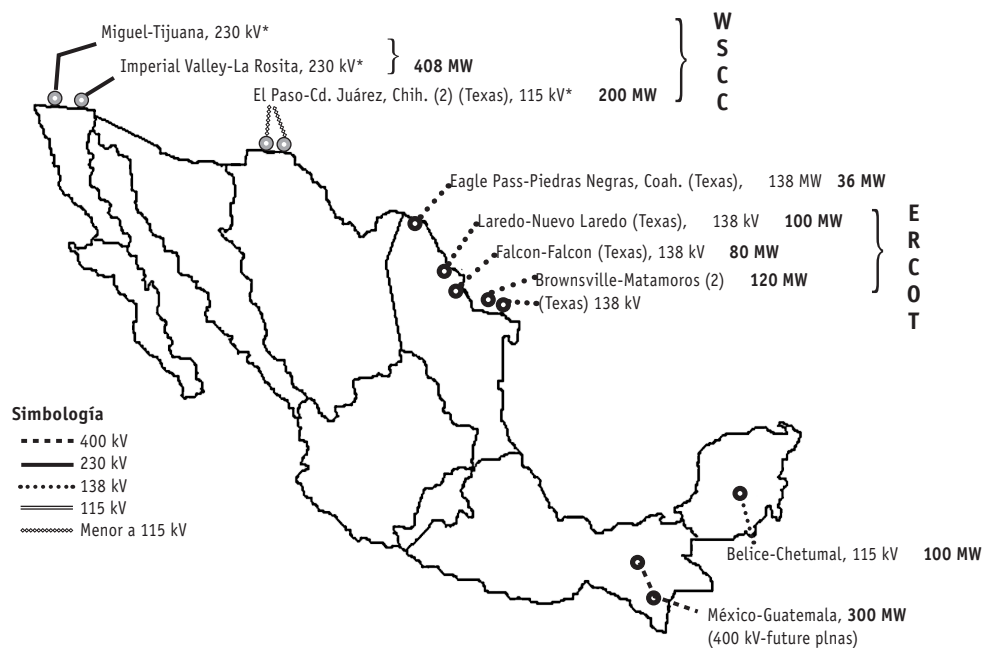 Miguel-Tijuana, 230 kV*
Imperial Valley-La Rosita, 230 kV*
408 MW
El Paso-Cd. Juárez, Chih. (2) (Texas), 115 kV* 200 MW
W
S
C
C
Eagle Pass-Piedras Negras, Coah. (Texas), 138 MW 36 MW
Laredo-Nuevo Laredo (Texas), 138 kV 100 MW
Falcon-Falcon (Texas), 138 kV 80 MW
Brownsville-Matamoros (2) 120 MW
(Texas) 138 kV
E
R
C
O
T
Simbología
400 kV
230 kV
138 kV
115 kV
Menor a 115 kV
Belice-Chetumal, 115 kV 100 MW
México-Guatemala, 300 MW
(400 kV-future plnas)